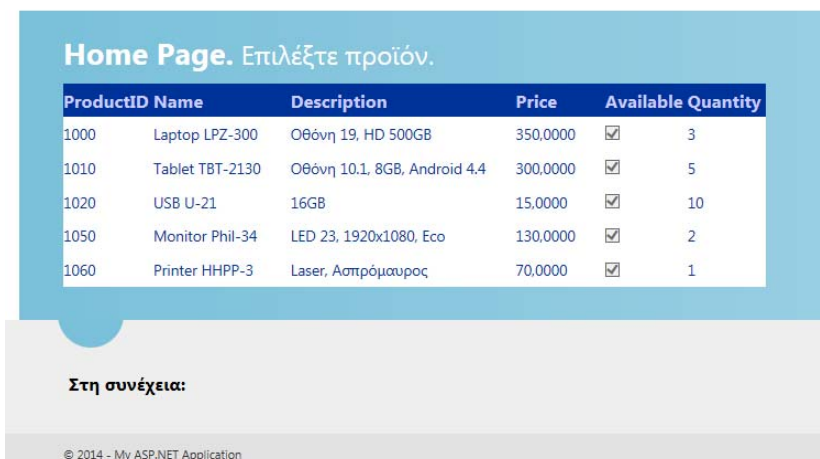 Home Page. Επιλέξτε προϊόν.
ProductID Name Description Price Available Quantity
1000 Laptop LPZ-300 Οθόνη 19, HD 500GB 350,0000 3
1010 Tablet TBT-2130 Οθόνη 10.1, 8GB, Android 4.4 300,0000 5
1020 USB U-21 16GB 15,0000 10
1050 Monitor Phil-34 LED 23, 1920x1080, Eco 130,0000 2
1060 Printer HHPP-3 Laser, Ασπρόμαυρος 70,0000 1
Στη συνέχεια:
© 2014 - My ASP.NET Application